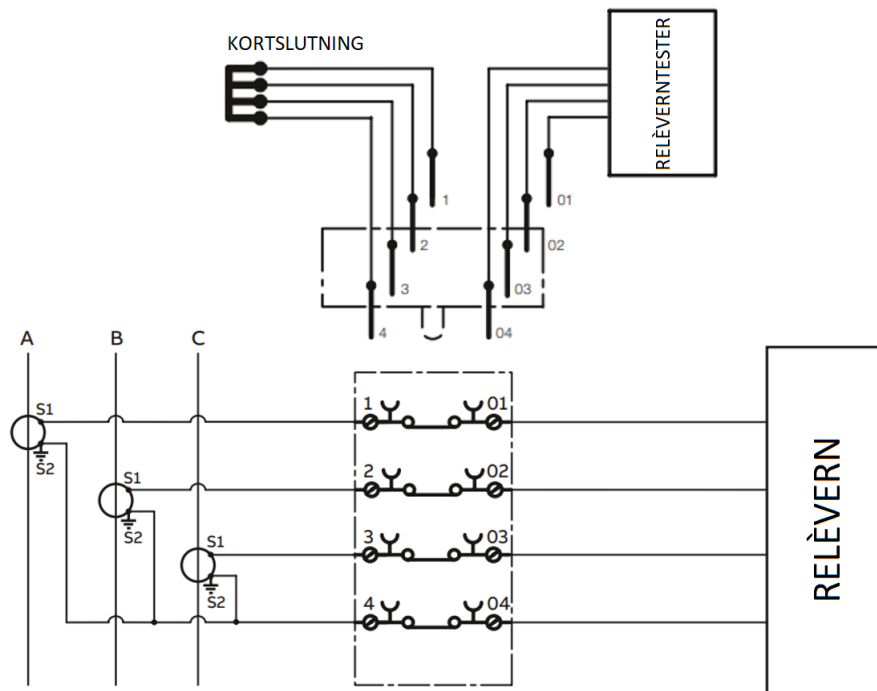 KORTSLUTNING
RELÈVERNTESTER
1
01
2
02
3
03
4
04
A
B
C
S1
1
01
S2
S1
2
02
S2
S1
3
03
S2
4
04
RELÈVERN